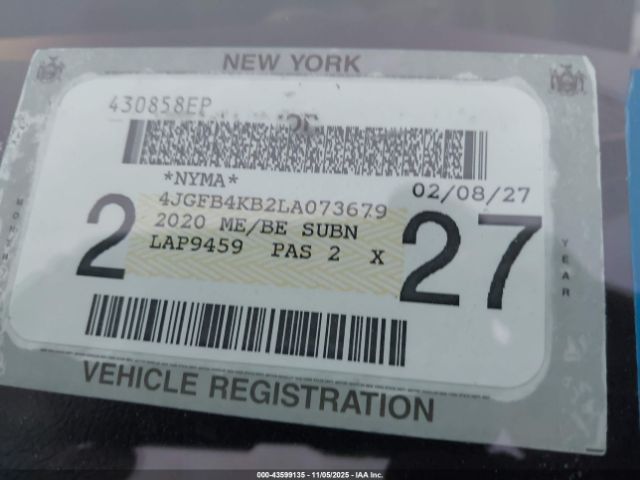 NEW YORK
430858EP
*NYMA*
02/08/27
4JGFB4KB2LA073679
2020 ME/BE SUBN
LAP9459 PAS 2 X
2
27
YEAR
VEHICLE REGISTRATION
000-43599135 - 11/05/2025 - IAA Inc.